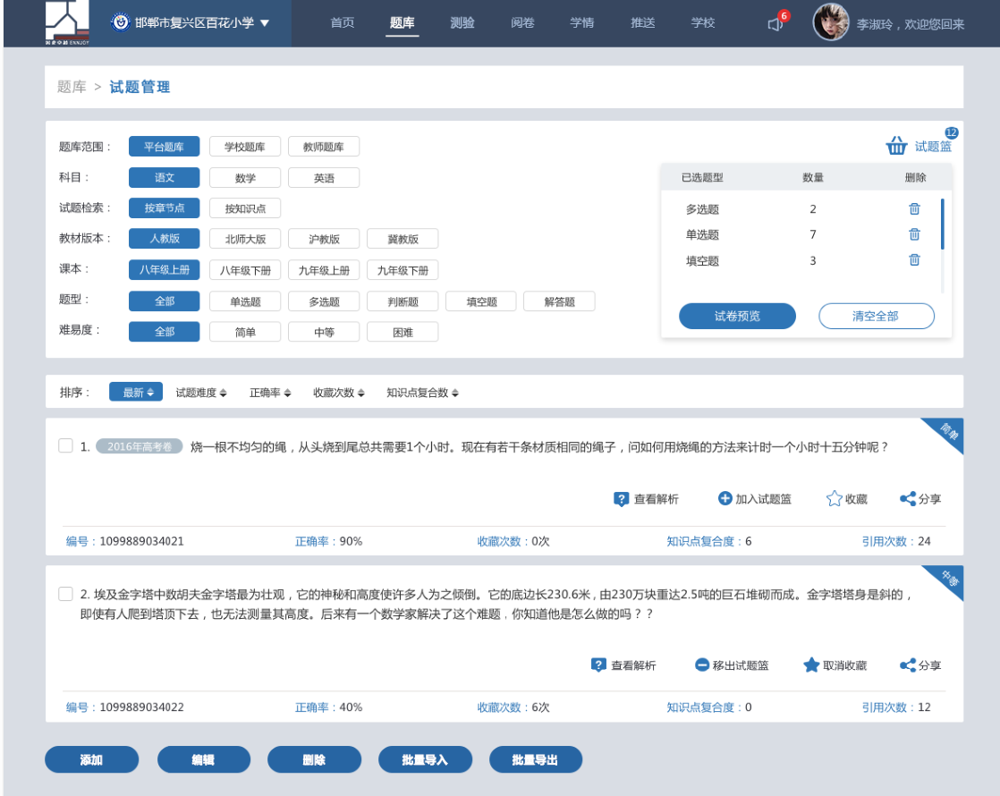 邯郸市复兴区百花小学 首页 题库 测验 阅卷 学情 推送 学校 6 李淑玲，欢迎您回来
题库 > 试题管理
12
题库范围： 平台题库 学校题库 教师题库 试题篮
科目： 语文 数学 英语 已选题型 数量 删除
试题检索： 按章节点 按知识点 多选题 2
教材版本： 人教版 北师大版 沪教版 冀教版 单选题 7
课本： 八年级上册 八年级下册 九年级上册 九年级下册 填空题 3
题型： 全部 单选题 多选题 判断题 填空题 解答题
难易度： 全部 简单 中等 困难 试卷预览 清空全部
排序： 最新 试题难度 正确率 收藏次数 知识点复合数
简单
1. 2016年高考卷 烧一根不均匀的绳，从头烧到尾总共需要1个小时。现在有若干条材质相同的绳子，问如何用烧绳的方法来计时一个小时十五分钟呢？
查看解析 加入试题篮 收藏 分享
编号：1099889034021 正确率：90% 收藏次数：0次 知识点复合度：6 引用次数：24
中等
2. 埃及金字塔中数胡夫金字塔最为壮观，它的神秘和高度使许多人为之倾倒。它的底边长230.6米，由230万块重达2.5吨的巨石堆砌而成。金字塔塔身是斜的，
即使有人爬到塔顶下去，也无法测量其高度。后来有一个数学家解决了这个难题．你知道他是怎么做的吗？？
查看解析 移出试题篮 取消收藏 分享
编号：1099889034022 正确率：40% 收藏次数：6次 知识点复合度：0 引用次数：12
添加 编辑 删除 批量导入 批量导出